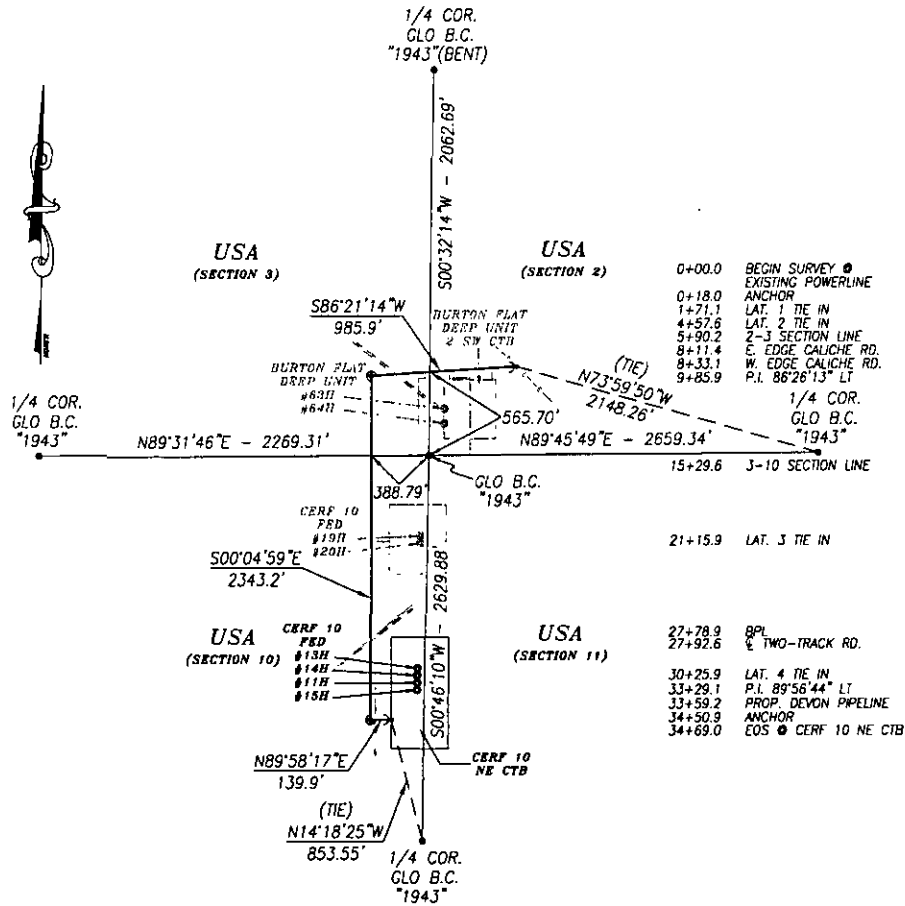 1/4 COR.
GLO B.C.
"1943"(BENT)
S00°32'14"W - 2062.69'
USA
(SECTION 3)
USA
(SECTION 2)
S86°21'14"W
985.9'
BURTON FLAT
DEEP UNIT
2 SW CTB
BURTON FLAT
DEEP UNIT
#63H
#64H
(TIE)
N73°59'50"W
2148.26'
1/4 COR.
GLO B.C.
"1943"
N89°31'46"E - 2269.31'
565.70'
N89°45'49"E - 2659.34'
1/4 COR.
GLO B.C.
"1943"
388.79'
GLO B.C.
"1943"
CERF 10
FED
#19H
#20H
S00°04'59"E
2343.2'
S00°46'10"W - 2629.88'
USA
(SECTION 10)
CERF 10
FED
#13H
#14H
#11H
#15H
USA
(SECTION 11)
N89°58'17"E
139.9'
CERF 10
NE CTB
(TIE)
N14°18'25"W
853.55'
1/4 COR.
GLO B.C.
"1943"
0+00.0 BEGIN SURVEY @
EXISTING POWERLINE
0+18.0 ANCHOR
1+71.1 LAT. 1 TIE IN
4+57.6 LAT. 2 TIE IN
5+90.2 2-3 SECTION LINE
8+11.4 E. EDGE CALICHE RD.
8+33.1 W. EDGE CALICHE RD.
9+85.9 P.I. 86°26'13" LT
15+29.6 3-10 SECTION LINE
21+15.9 LAT. 3 TIE IN
27+78.9 BPL
27+92.6 ℄ TWO-TRACK RD.
30+25.9 LAT. 4 TIE IN
33+29.1 P.I. 89°56'44" LT
33+59.2 PROP. DEVON PIPELINE
34+50.9 ANCHOR
34+69.0 EOS @ CERF 10 NE CTB